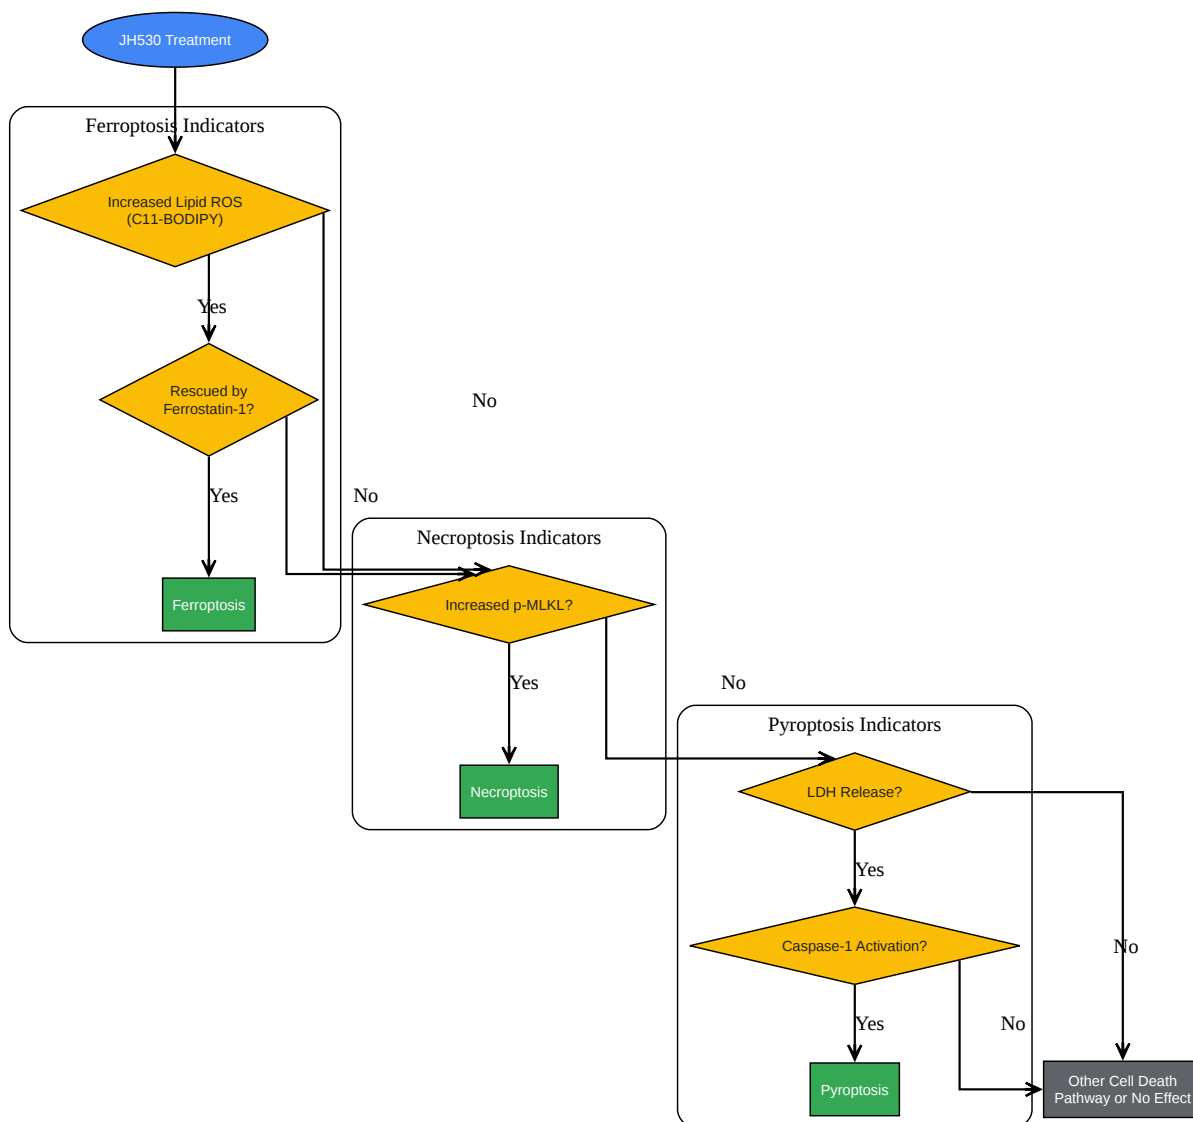 JH530 Treatment
Ferroptosis Indicators
Increased Lipid ROS
(C11-BODIPY)
Yes
Rescued by
Ferrostatin-1?
No
Yes
No
Necroptosis Indicators
Increased p-MLKL?
Ferroptosis
Yes
No
Pyroptosis Indicators
Necroptosis
LDH Release?
Yes
Caspase-1 Activation?
No
Yes
No
Pyroptosis
Other Cell Death
Pathway or No Effect